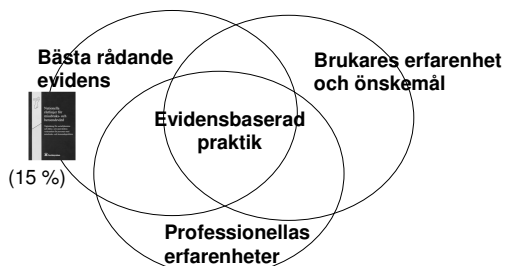 Bästa rådande
evidens
Brukares erfarenhet
och önskemål
Evidensbaserad
praktik
(15 %)
Professionellas
erfarenheter